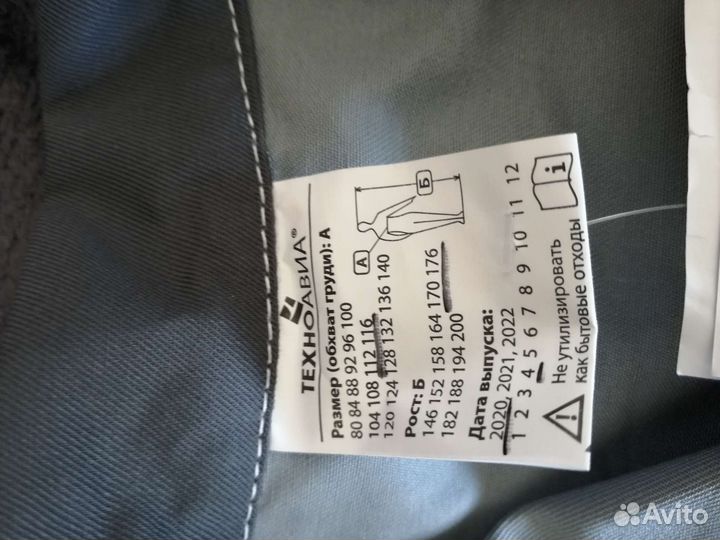 ТЕХНОАВИА®
Размер (обхват груди): А
80 84 88 92 96 100
104 108 112 116
120 124 128 132 136 140
Рост: Б
146 152 158 164 170 176
182 188 194 200
А
Б
Дата выпуска:
2020, 2021, 2022
1 2 3 4 5 6 7 8 9 10 11 12
Не утилизировать
Как бытовые отходы
i
Avito